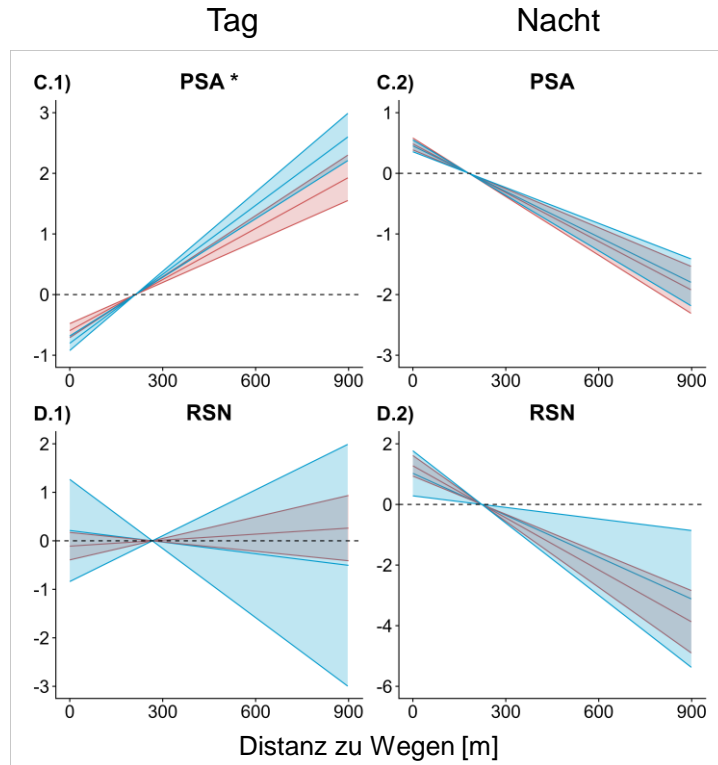 Tag Nacht
C.1) PSA * C.2) PSA
3 1
2 0
1 -1
0 -2
-1 -3
0 300 600 900 0 300 600 900
D.1) RSN D.2) RSN
2 2
1 0
0 -2
-1 -4
-2 -6
-3
0 300 600 900 0 300 600 900
Distanz zu Wegen [m]